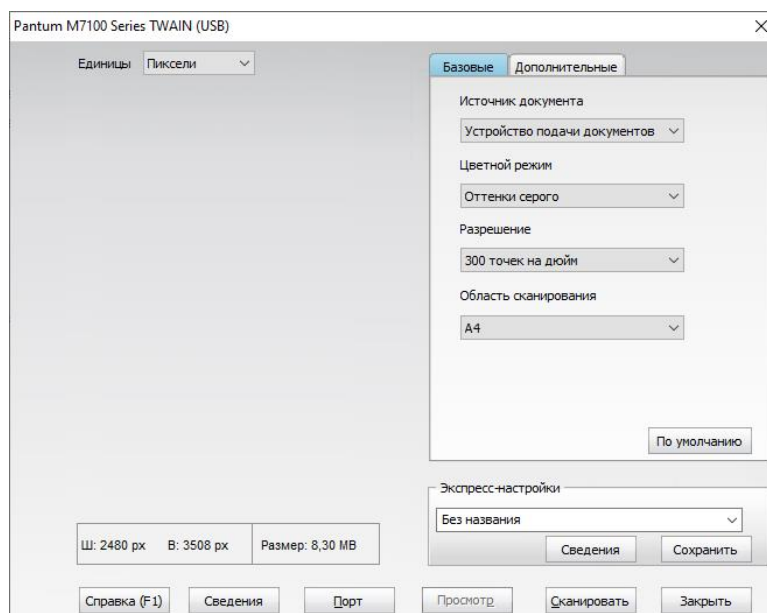 Pantum M7100 Series TWAIN (USB)
Единицы Пиксели
Базовые Дополнительные
Источник документа
Устройство подачи документов
Цветной режим
Оттенки серого
Разрешение
300 точек на дюйм
Область сканирования
A4
По умолчанию
Экспресс-настройки
Без названия
Сведения Сохранить
Ш: 2480 px В: 3508 px Размер: 8,30 MB
Справка (F1) Сведения Порт Просмотр Сканировать Закрыть